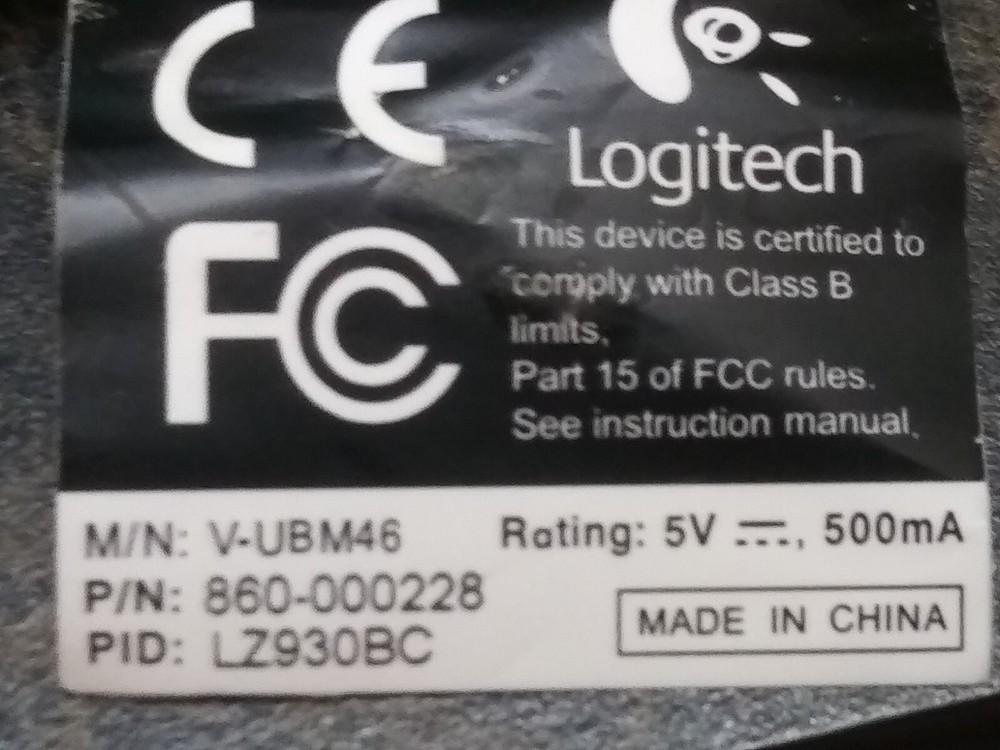 CE
Logitech
FC
This device is certified to
comply with Class B
limits.
Part 15 of FCC rules.
See instruction manual.
M/N: V-UBM46
Rating: 5V ⎓, 500mA
P/N: 860-000228
PID: LZ930BC
MADE IN CHINA